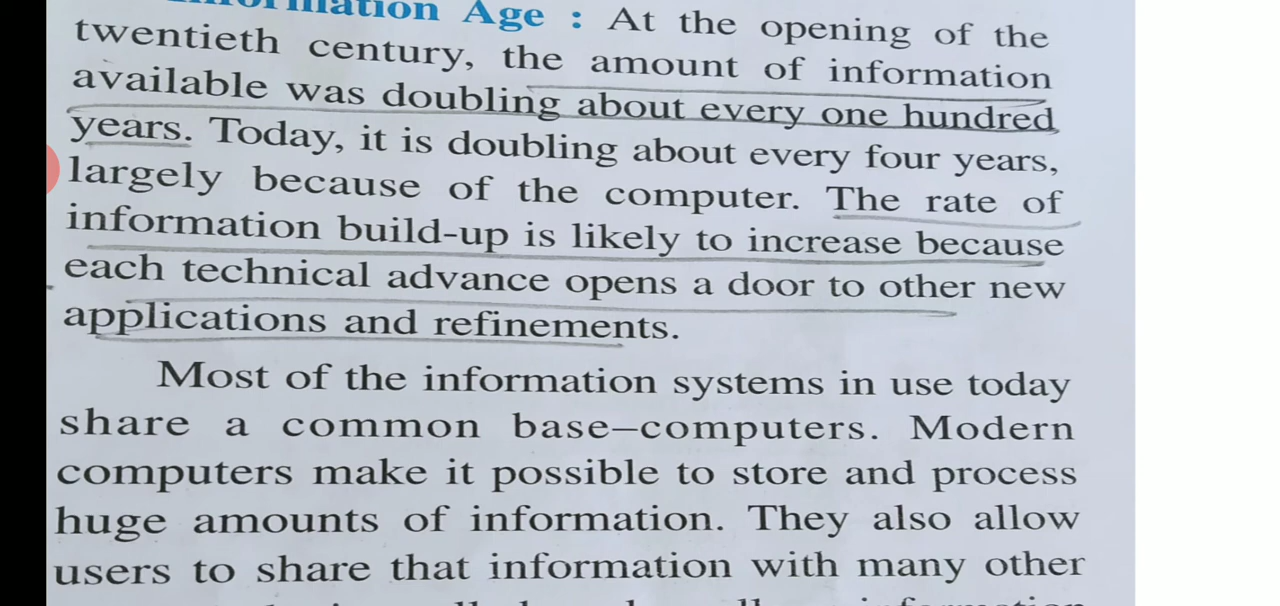 Information Age : At the opening of the
twentieth century, the amount of information
available was doubling about every one hundred
years. Today, it is doubling about every four years,
largely because of the computer. The rate of
information build-up is likely to increase because
each technical advance opens a door to other new
applications and refinements.
Most of the information systems in use today
share a common base–computers. Modern
computers make it possible to store and process
huge amounts of information. They also allow
users to share that information with many other